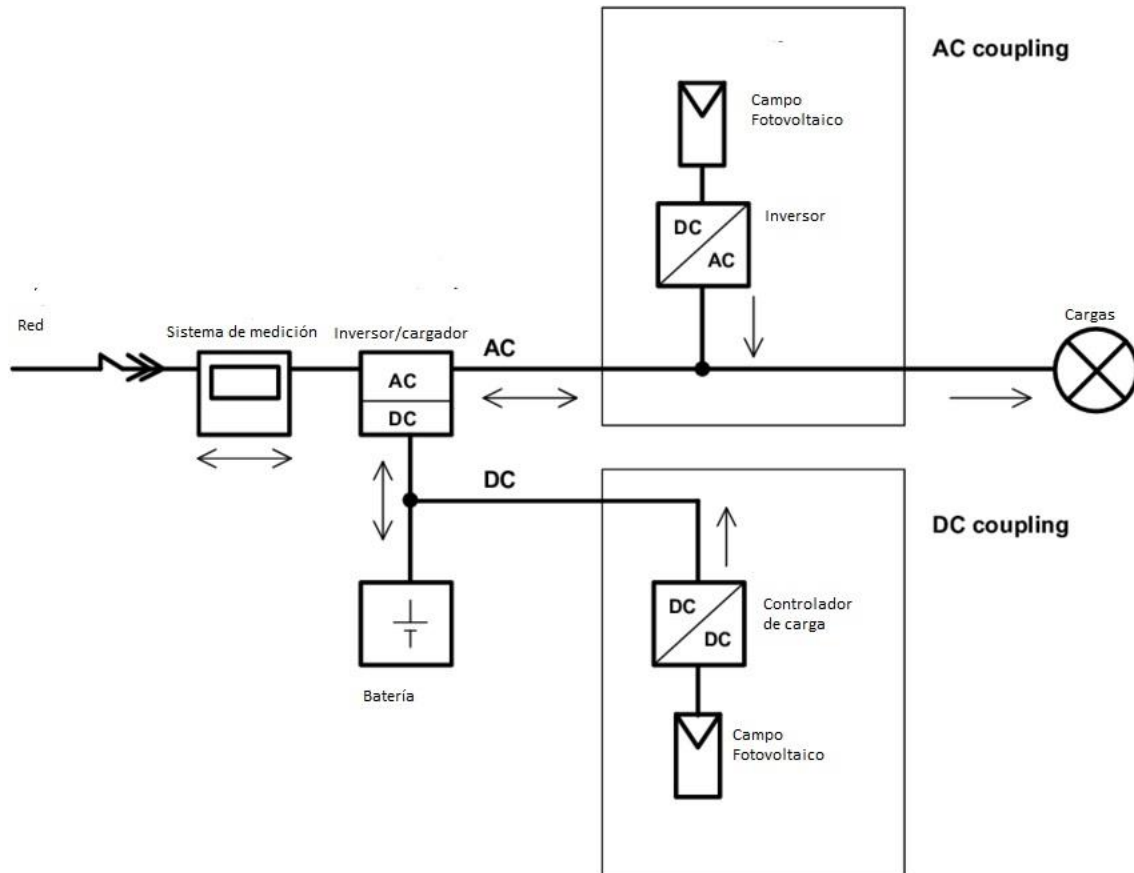 AC coupling
Campo
Fotovoltaico
DC
AC
Inversor
Red
Sistema de medición
Inversor/cargador
AC
Cargas
AC
DC
DC
DC coupling
DC
DC
Controlador
de carga
Batería
Campo
Fotovoltaico